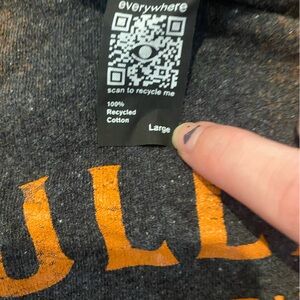 everywhere
scan to recycle me
100%
Recycled
Cotton
Large
ULL